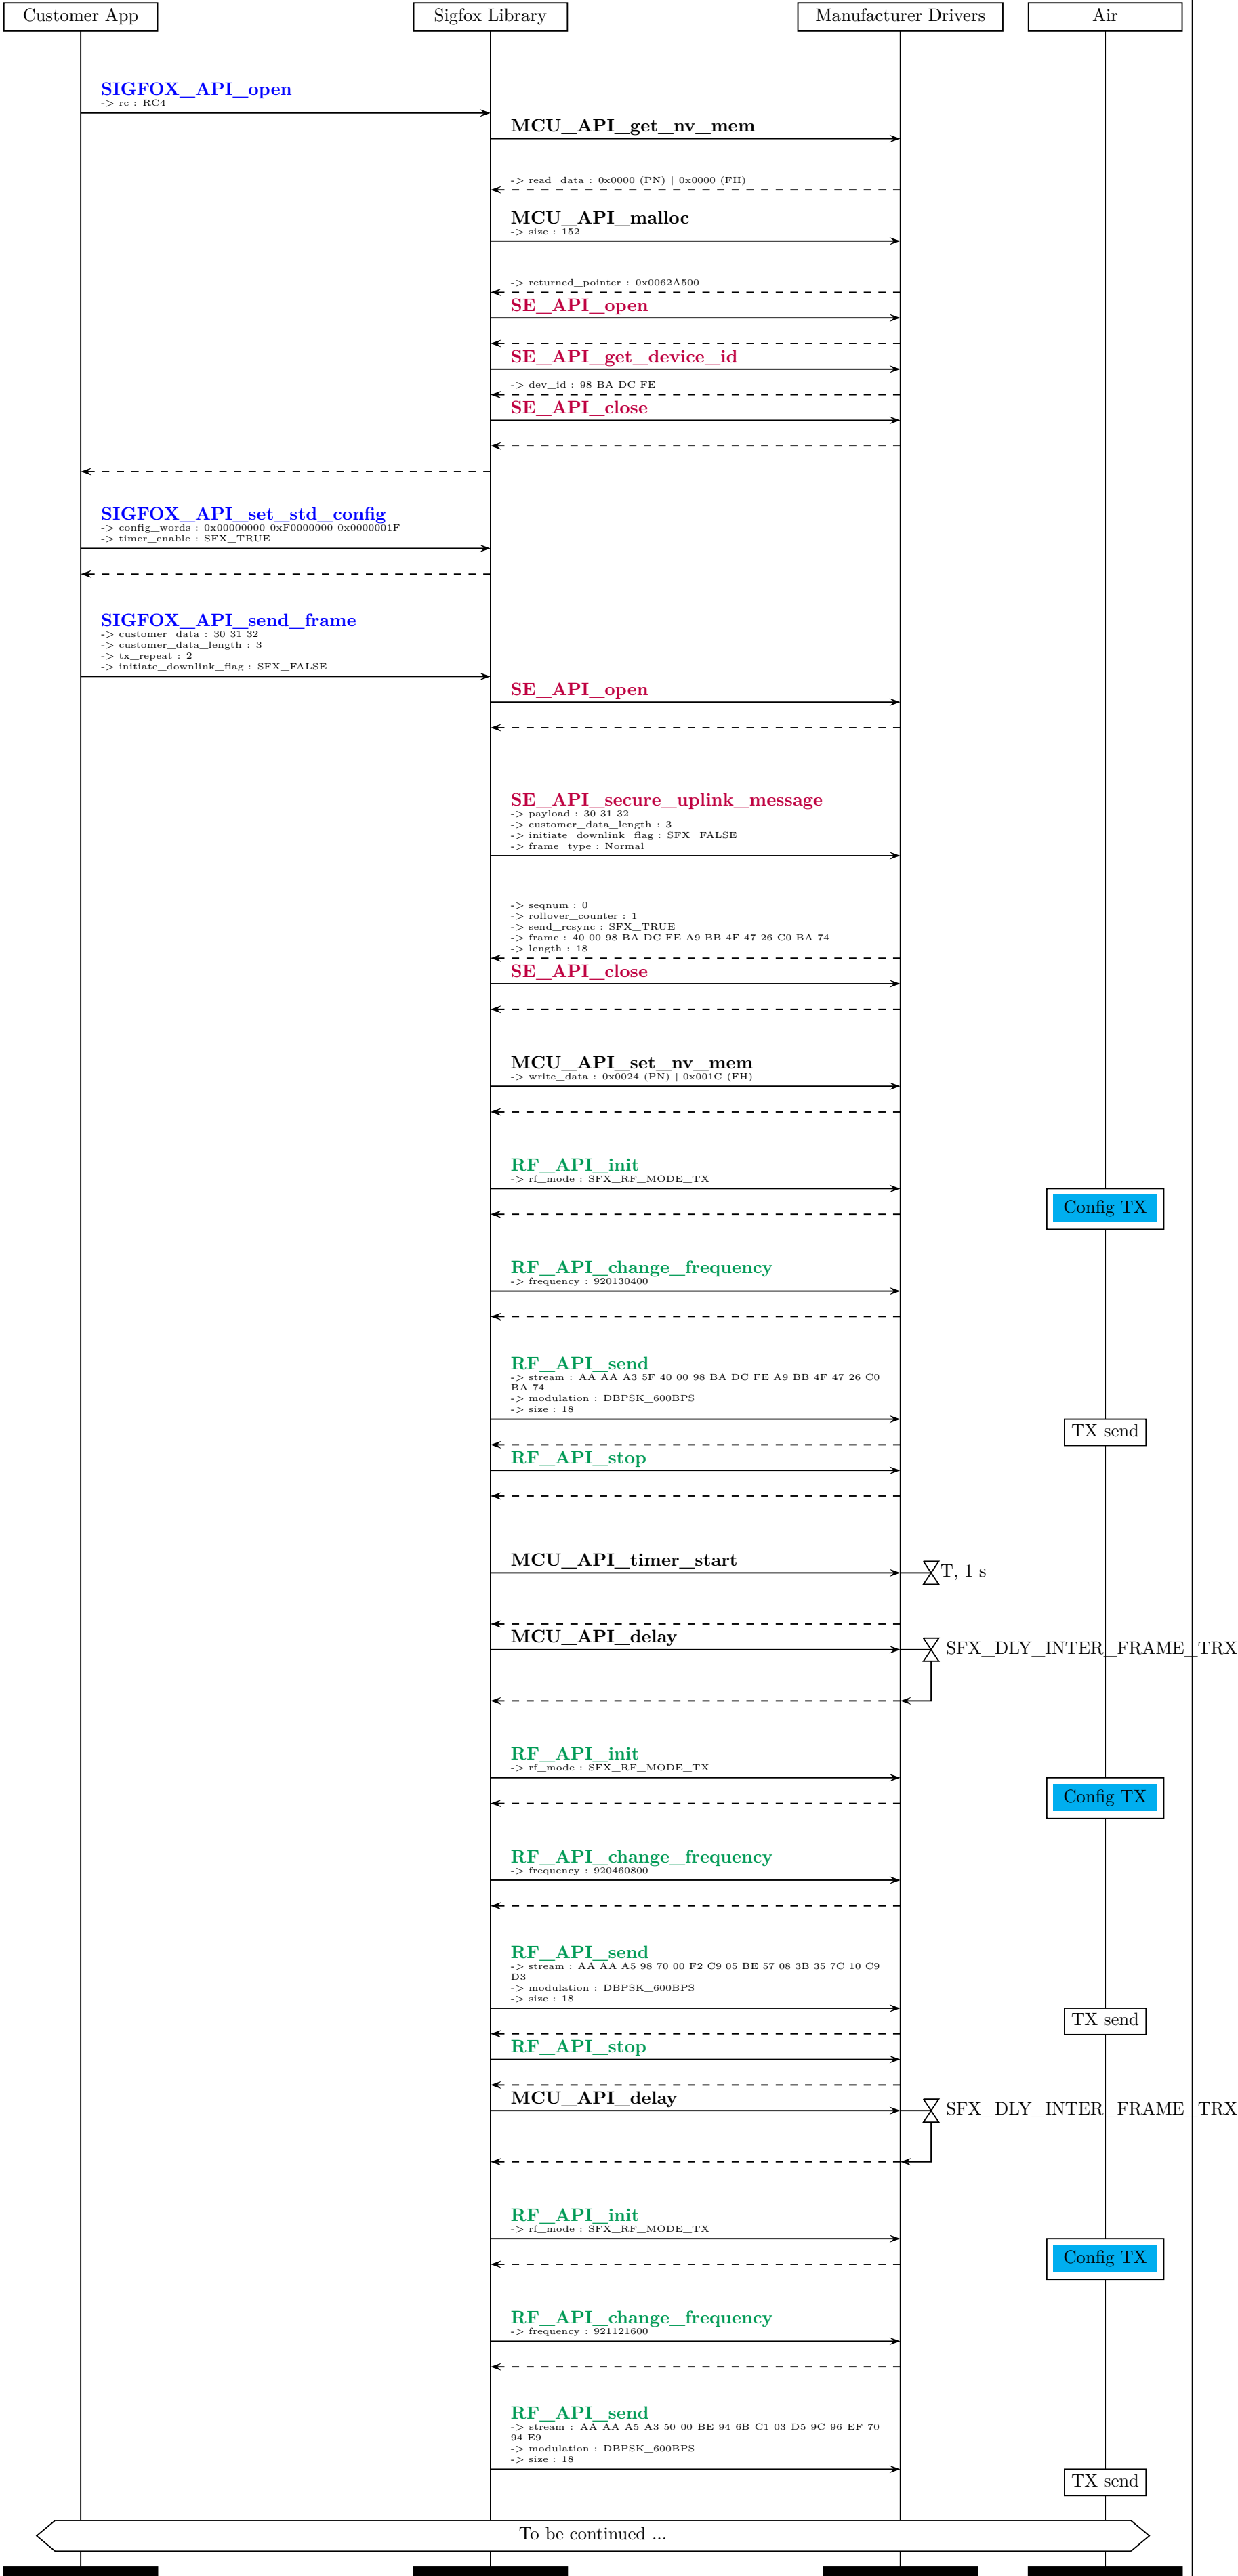 Customer App
Sigfox Library
Manufacturer Drivers
Air
SIGFOX_API_open
-> rc : RC4
MCU_API_get_nv_mem
-> read_data : 0x0000 (PN) | 0x0000 (FH)
MCU_API_malloc
-> size : 152
-> returned_pointer : 0x0062A500
SE_API_open
SE_API_get_device_id
-> dev_id : 98 BA DC FE
SE_API_close
SIGFOX_API_set_std_config
-> config_words : 0x00000000 0xF0000000 0x0000001F
-> timer_enable : SFX_TRUE
SIGFOX_API_send_frame
-> customer_data : 30 31 32
-> customer_data_length : 3
-> tx_repeat : 2
-> initiate_downlink_flag : SFX_FALSE
SE_API_open
SE_API_secure_uplink_message
-> payload : 30 31 32
-> customer_data_length : 3
-> initiate_downlink_flag : SFX_FALSE
-> frame_type : Normal
-> seqnum : 0
-> rollover_counter : 1
-> send_rcsync : SFX_TRUE
-> frame : 40 00 98 BA DC FE A9 BB 4F 47 26 C0 BA 74
-> length : 18
SE_API_close
MCU_API_set_nv_mem
-> write_data : 0x0024 (PN) | 0x001C (FH)
RF_API_init
-> rf_mode : SFX_RF_MODE_TX
Config TX
RF_API_change_frequency
-> frequency : 920130400
RF_API_send
-> stream : AA AA A3 5F 40 00 98 BA DC FE A9 BB 4F 47 26 C0
BA 74
-> modulation : DBPSK_600BPS
-> size : 18
TX send
RF_API_stop
MCU_API_timer_start
T, 1 s
MCU_API_delay
SFX_DLY_INTER_FRAME_TRX
RF_API_init
-> rf_mode : SFX_RF_MODE_TX
Config TX
RF_API_change_frequency
-> frequency : 920460800
RF_API_send
-> stream : AA AA A5 98 70 00 F2 C9 05 BE 57 08 3B 35 7C 10 C9
D3
-> modulation : DBPSK_600BPS
-> size : 18
TX send
RF_API_stop
MCU_API_delay
SFX_DLY_INTER_FRAME_TRX
RF_API_init
-> rf_mode : SFX_RF_MODE_TX
Config TX
RF_API_change_frequency
-> frequency : 921121600
RF_API_send
-> stream : AA AA A5 A3 50 00 BE 94 6B C1 03 D5 9C 96 EF 70
94 E9
-> modulation : DBPSK_600BPS
-> size : 18
TX send
To be continued ...